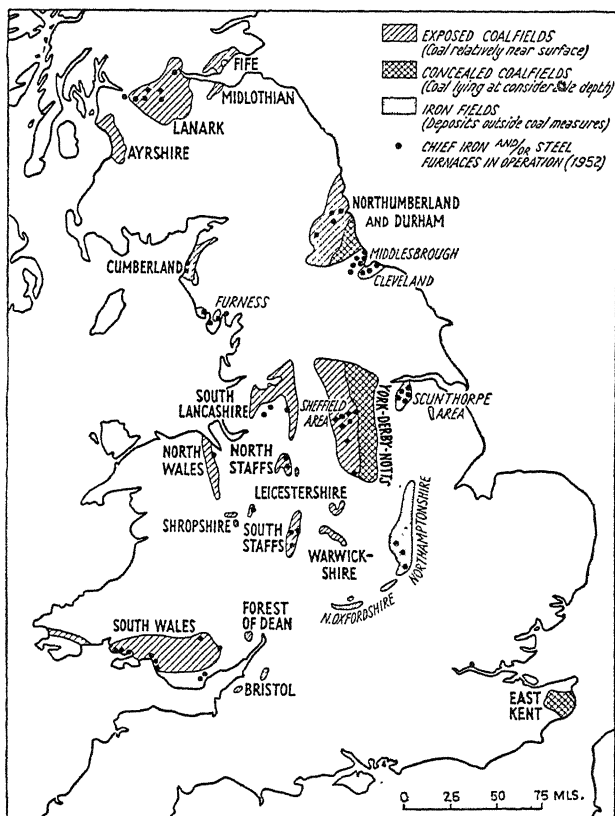 EXPOSED COALFIELDS
(Coal relatively near surface)
CONCEALED COALFIELDS
(Coal lying at considerable depth)
IRON FIELDS
(Deposits outside coal measures)
CHIEF IRON AND/OR STEEL
FURNACES IN OPERATION (1952)
FIFE
MIDLOTHIAN
LANARK
AYRSHIRE
NORTHUMBERLAND
AND DURHAM
MIDDLESBROUGH
CLEVELAND
CUMBERLAND
FURNESS
SOUTH
LANCASHIRE
SHEFFIELD
AREA
YORK-DERBY-NOTTS
SCUNTHORPE
AREA
NORTH
WALES
NORTH
STAFFS
LEICESTERSHIRE
SHROPSHIRE
SOUTH
STAFFS
WARWICK-
SHIRE
NORTHAMPTONSHIRE
N.OXFORDSHIRE
FOREST
OF DEAN
SOUTH WALES
BRISTOL
EAST
KENT
0 25 50 75 MLS.